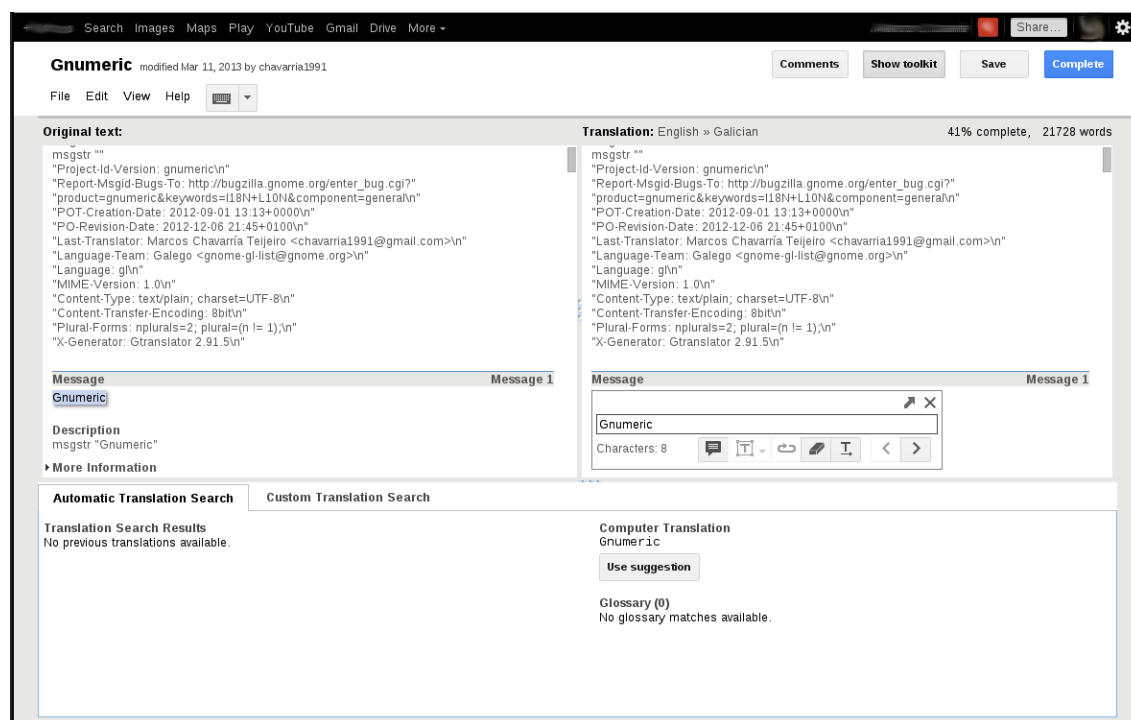 Search Images Maps Play YouTube Gmail Drive More
Share...
Gnumeric modified Mar 11, 2013 by chavarria1991
Comments Show toolkit Save Complete
File Edit View Help
Original text:
Translation: English » Galician 41% complete, 21728 words
msgstr ""
"Project-Id-Version: gnumeric\n"
"Report-Msgid-Bugs-To: http://bugzilla.gnome.org/enter_bug.cgi?"
"product=gnumeric&keywords=I18N+L10N&component=general\n"
"POT-Creation-Date: 2012-09-01 13:13+0000\n"
"PO-Revision-Date: 2012-12-06 21:45+0100\n"
"Last-Translator: Marcos Chavarría Teijeiro <chavarria1991@gmail.com>\n"
"Language-Team: Galego <gnome-gl-list@gnome.org>\n"
"Language: gl\n"
"MIME-Version: 1.0\n"
"Content-Type: text/plain; charset=UTF-8\n"
"Content-Transfer-Encoding: 8bit\n"
"Plural-Forms: nplurals=2; plural=(n != 1);\n"
"X-Generator: Gtranslator 2.91.5\n"
Message Message 1
Gnumeric
Description
msgstr "Gnumeric"
More Information
msgstr ""
"Project-Id-Version: gnumeric\n"
"Report-Msgid-Bugs-To: http://bugzilla.gnome.org/enter_bug.cgi?"
"product=gnumeric&keywords=I18N+L10N&component=general\n"
"POT-Creation-Date: 2012-09-01 13:13+0000\n"
"PO-Revision-Date: 2012-12-06 21:45+0100\n"
"Last-Translator: Marcos Chavarría Teijeiro <chavarria1991@gmail.com>\n"
"Language-Team: Galego <gnome-gl-list@gnome.org>\n"
"Language: gl\n"
"MIME-Version: 1.0\n"
"Content-Type: text/plain; charset=UTF-8\n"
"Content-Transfer-Encoding: 8bit\n"
"Plural-Forms: nplurals=2; plural=(n != 1);\n"
"X-Generator: Gtranslator 2.91.5\n"
Message Message 1
Gnumeric
Characters: 8
Automatic Translation Search Custom Translation Search
Translation Search Results
No previous translations available.
Computer Translation
Gnumeric
Use suggestion
Glossary (0)
No glossary matches available.